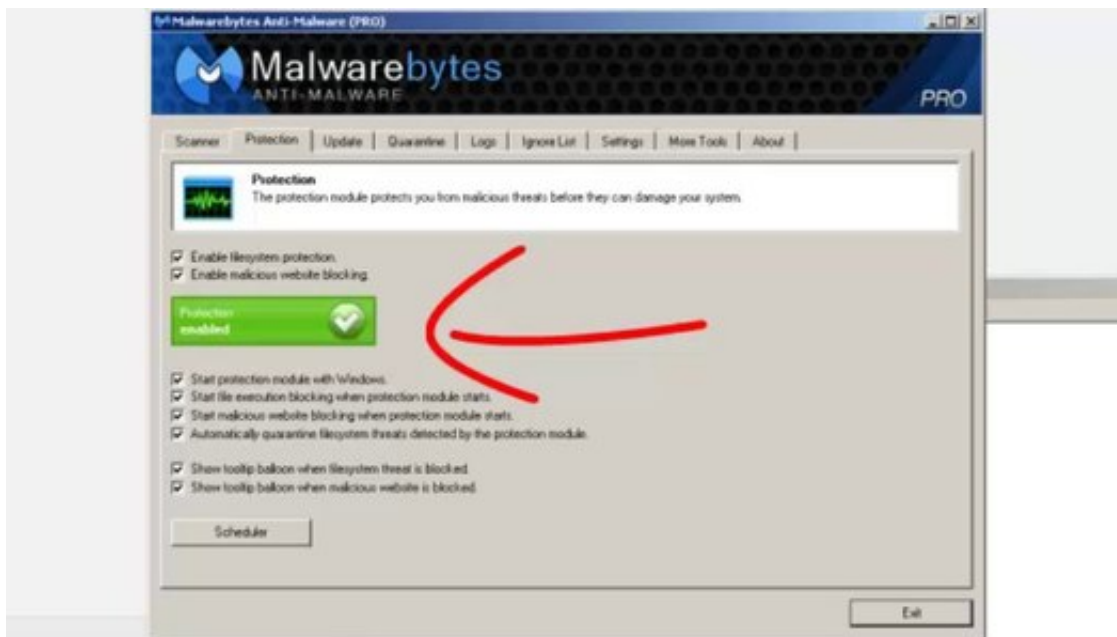 Malwarebytes Anti-Malware (PRO)
Malwarebytes
ANTI-MALWARE
PRO
Scanner Protection Update Quarantine Logs Ignore List Settings More Tools About
Protection
The protection module protects you from malicious threats before they can damage your system.
Enable filesystem protection.
Enable malicious website blocking.
Protection
enabled
Start protection module with Windows.
Start file execution blocking when protection module starts.
Start malicious website blocking when protection module starts.
Automatically quarantine filesystem threats detected by the protection module.
Show tooltip balloon when filesystem threat is blocked.
Show tooltip balloon when malicious website is blocked.
Scheduler
Exit